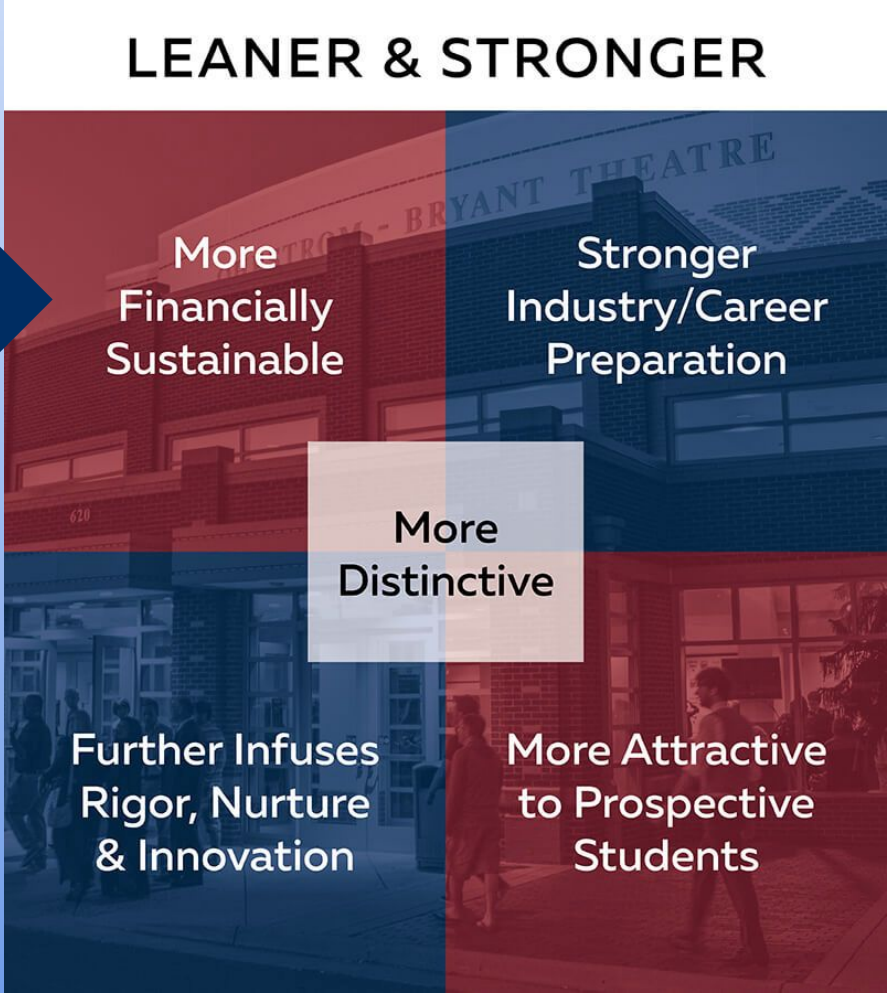 LEANER & STRONGER
BRYANT THEATRE
More
Financially
Sustainable
Stronger
Industry/Career
Preparation
620
More
Distinctive
Further Infuses
Rigor, Nurture
& Innovation
More Attractive
to Prospective
Students